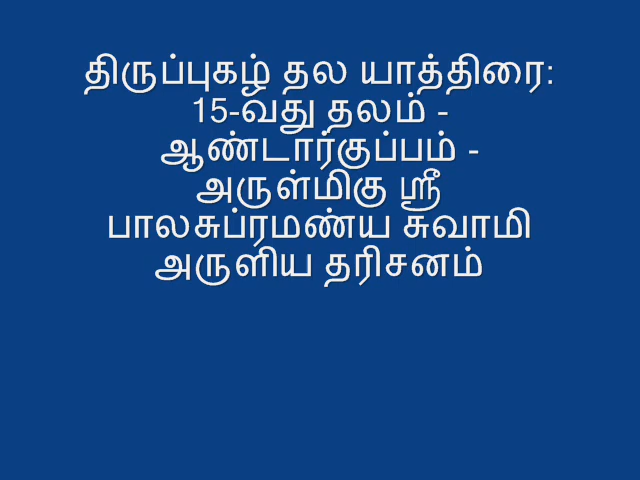 திருப்புகழ் தல யாத்திரை:
15-வது தலம் -
ஆண்டார்குப்பம் -
அருள்மிகு ஸ்ரீ
பாலசுப்ரமண்ய சுவாமி
அருளிய தரிசனம்